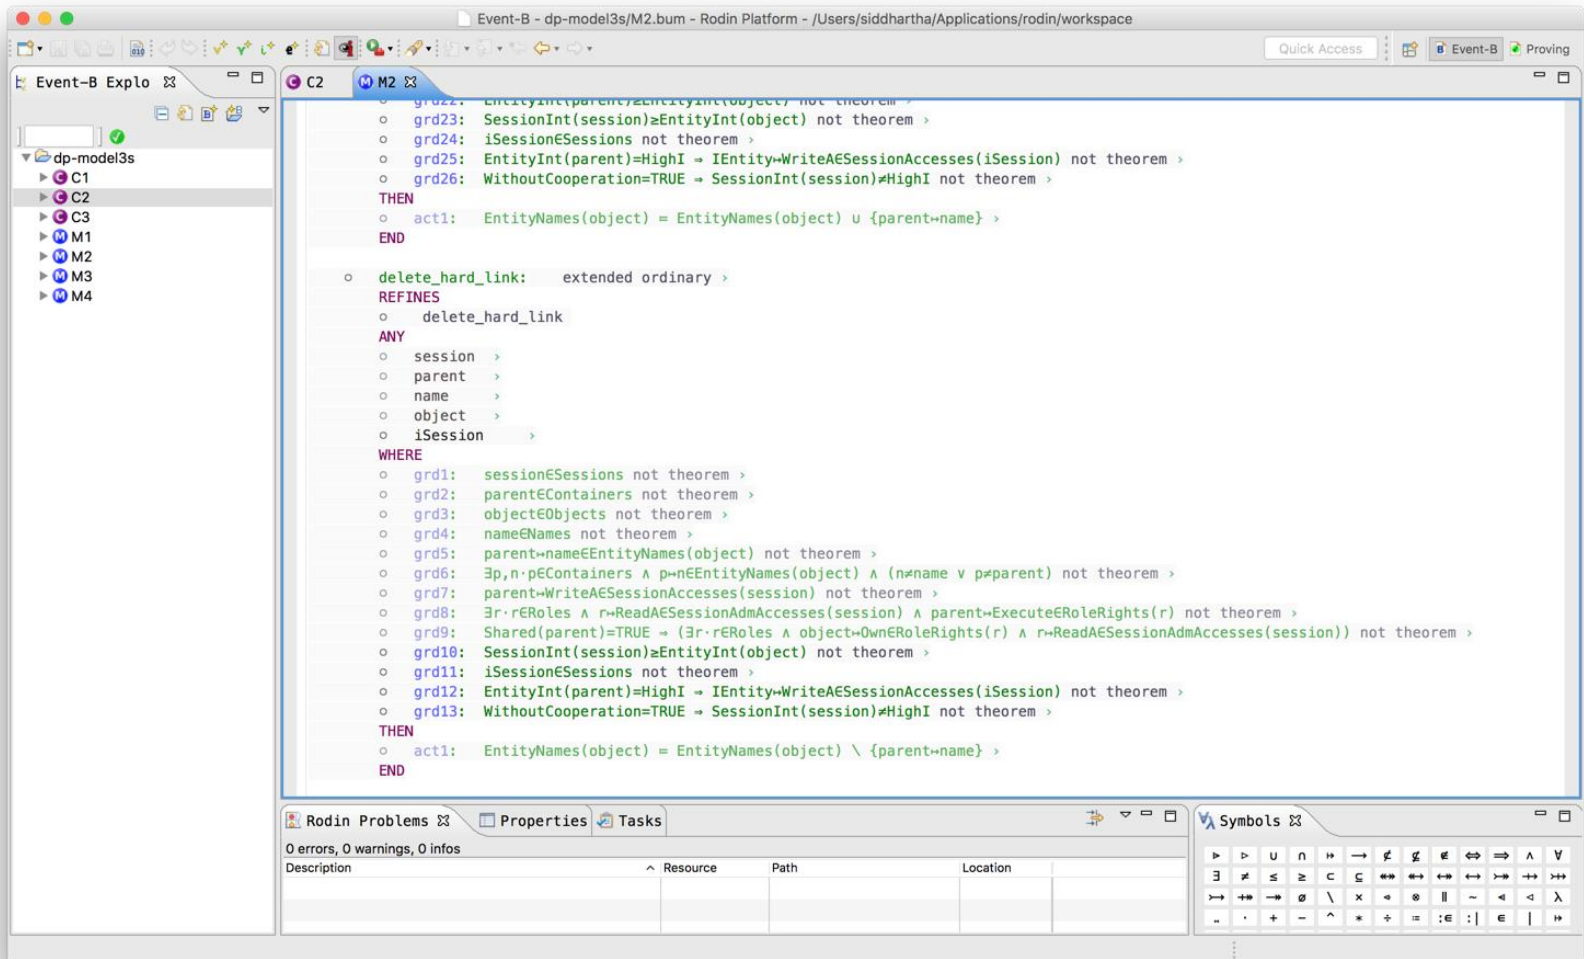 Event-B - dp-model3s/M2.bum - Rodin Platform - /Users/siddhartha/Applications/rodin/workspace
Quick Access
Event-B
Proving
Event-B Explo
C2
M2
dp-model3s
C1
C2
C3
M1
M2
M3
M4
grd22: EntityInt(parent)≥EntityInt(object) not theorem ›
grd23: SessionInt(session)≥EntityInt(object) not theorem ›
grd24: iSession∈Sessions not theorem ›
grd25: EntityInt(parent)=HighI ⇒ IEntity↦WriteA∈SessionAccesses(iSession) not theorem ›
grd26: WithoutCooperation=TRUE ⇒ SessionInt(session)≠HighI not theorem ›
THEN
act1: EntityNames(object) ≔ EntityNames(object) ∪ {parent↦name} ›
END
delete_hard_link: extended ordinary ›
REFINES
delete_hard_link
ANY
session ›
parent ›
name ›
object ›
iSession ›
WHERE
grd1: session∈Sessions not theorem ›
grd2: parent∈Containers not theorem ›
grd3: object∈Objects not theorem ›
grd4: name∈Names not theorem ›
grd5: parent↦name∈EntityNames(object) not theorem ›
grd6: ∃p,n·p∈Containers ∧ p↦n∈EntityNames(object) ∧ (n≠name ∨ p≠parent) not theorem ›
grd7: parent↦WriteA∈SessionAccesses(session) not theorem ›
grd8: ∃r·r∈Roles ∧ r↦ReadA∈SessionAdmAccesses(session) ∧ parent↦Execute∈RoleRights(r) not theorem ›
grd9: Shared(parent)=TRUE ⇒ (∃r·r∈Roles ∧ object↦Own∈RoleRights(r) ∧ r↦ReadA∈SessionAdmAccesses(session)) not theorem ›
grd10: SessionInt(session)≥EntityInt(object) not theorem ›
grd11: iSession∈Sessions not theorem ›
grd12: EntityInt(parent)=HighI ⇒ IEntity↦WriteA∈SessionAccesses(iSession) not theorem ›
grd13: WithoutCooperation=TRUE ⇒ SessionInt(session)≠HighI not theorem ›
THEN
act1: EntityNames(object) ≔ EntityNames(object) \ {parent↦name} ›
END
Rodin Problems
Properties
Tasks
0 errors, 0 warnings, 0 infos
Description Resource Path Location
Symbols
∪ ∩ ⇔ ⇒ ∧ ∀
∃ ≠ ≤ ≥ ⊂ ⊆
∅ \ × ∥ ∼ λ
‥ · + − ^ ∗ ÷ ≔ :∈ :∣ ∈ ∣ ↦